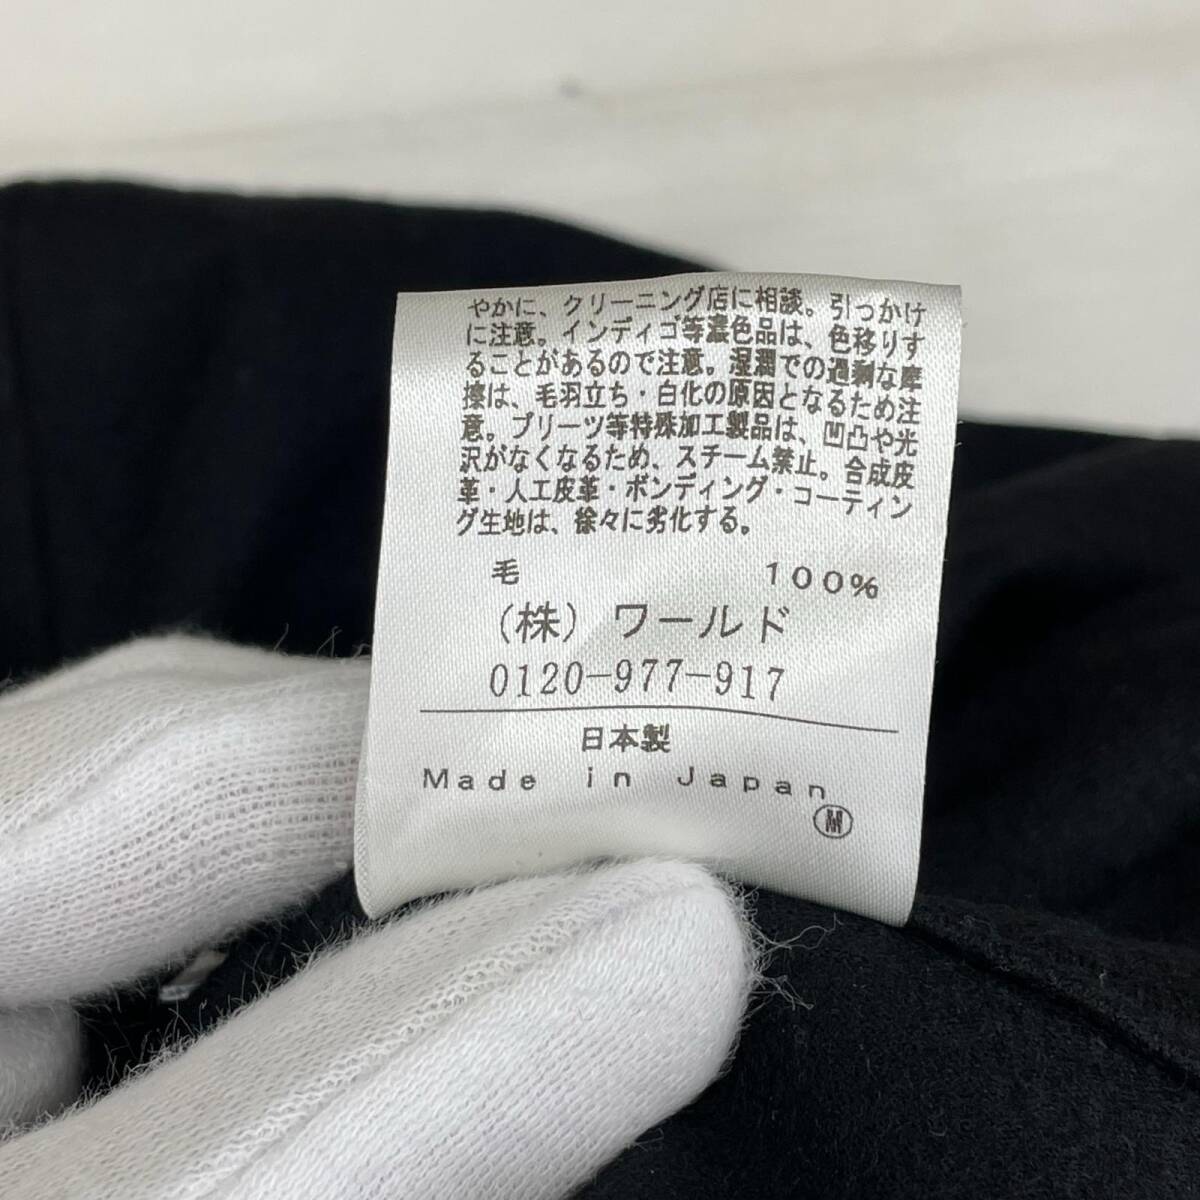 やかに、クリーニング店に相談。引っかけ
に注意。インディゴ等濃色品は、色移りす
ることがあるので注意。湿潤での過剰な摩
擦は、毛羽立ち・白化の原因となるため注
意。プリーツ等特殊加工製品は、凹凸や光
沢がなくなるため、スチーム禁止。合成皮
革・人工皮革・ボンディング・コーティン
グ生地は、徐々に劣化する。
毛 100%
(株)ワールド
0120-977-917
日本製
Made in Japan
M